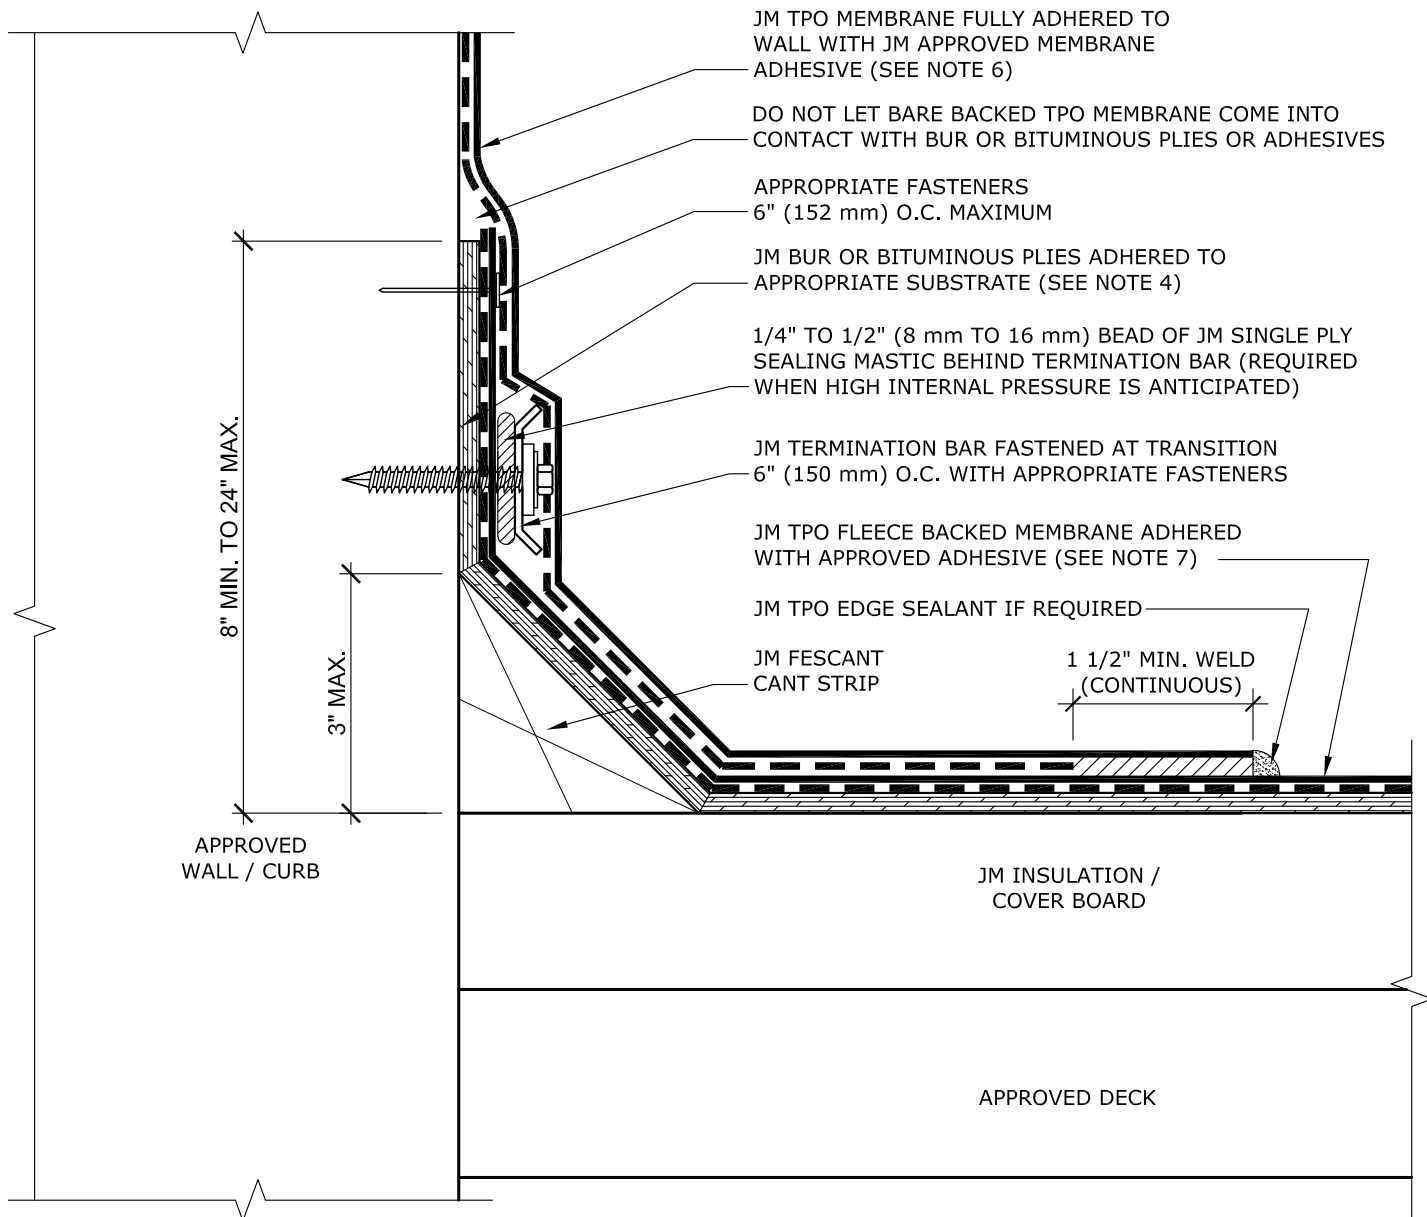 JM TPO MEMBRANE FULLY ADHERED TO
WALL WITH JM APPROVED MEMBRANE
ADHESIVE (SEE NOTE 6)
DO NOT LET BARE BACKED TPO MEMBRANE COME INTO
CONTACT WITH BUR OR BITUMINOUS PLIES OR ADHESIVES
APPROPRIATE FASTENERS
6" (152 mm) O.C. MAXIMUM
JM BUR OR BITUMINOUS PLIES ADHERED TO
APPROPRIATE SUBSTRATE (SEE NOTE 4)
1/4" TO 1/2" (8 mm TO 16 mm) BEAD OF JM SINGLE PLY
SEALING MASTIC BEHIND TERMINATION BAR (REQUIRED
WHEN HIGH INTERNAL PRESSURE IS ANTICIPATED)
JM TERMINATION BAR FASTENED AT TRANSITION
6" (150 mm) O.C. WITH APPROPRIATE FASTENERS
JM TPO FLEECE BACKED MEMBRANE ADHERED
WITH APPROVED ADHESIVE (SEE NOTE 7)
JM TPO EDGE SEALANT IF REQUIRED
JM FESCANT
CANT STRIP
1 1/2" MIN. WELD
(CONTINUOUS)
8" MIN. TO 24" MAX.
3" MAX.
APPROVED
WALL / CURB
JM INSULATION /
COVER BOARD
APPROVED DECK